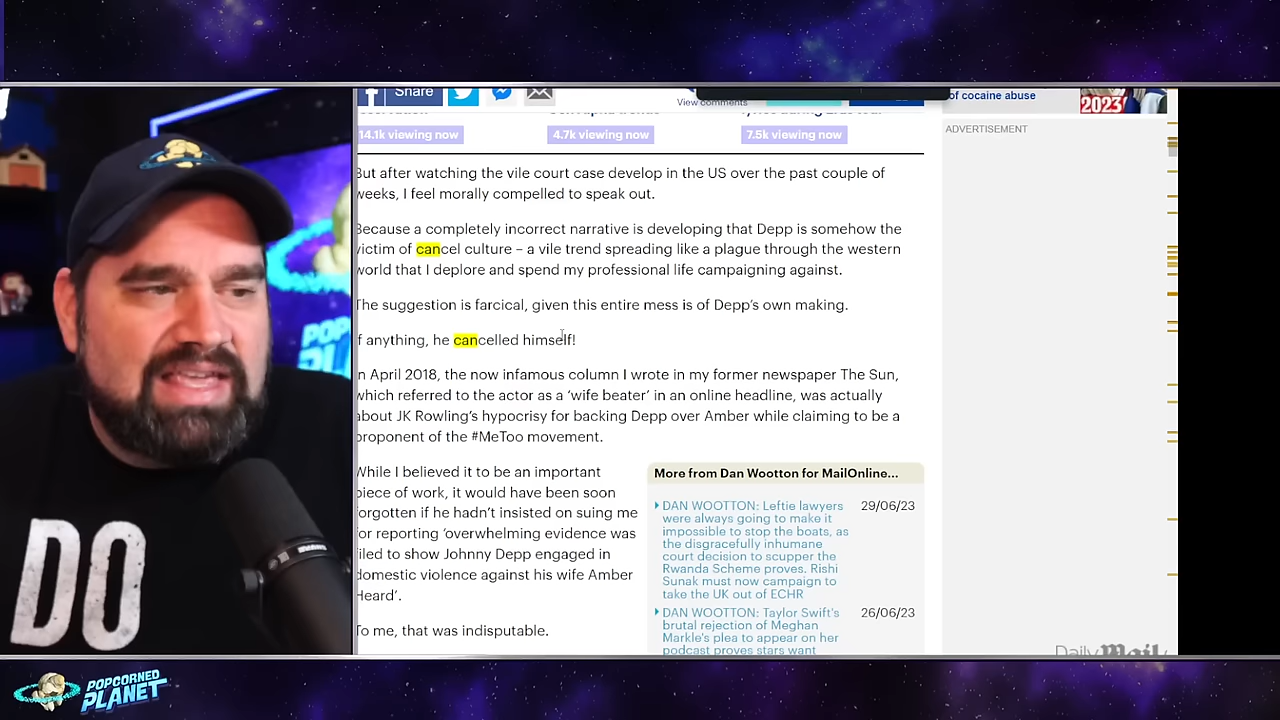 Share
View comments
of cocaine abuse
2023
14.1k viewing now
4.7k viewing now
7.5k viewing now
ADVERTISEMENT
But after watching the vile court case develop in the US over the past couple of
weeks, I feel morally compelled to speak out.
Because a completely incorrect narrative is developing that Depp is somehow the
victim of cancel culture – a vile trend spreading like a plague through the western
world that I deplore and spend my professional life campaigning against.
The suggestion is farcical, given this entire mess is of Depp's own making.
If anything, he cancelled himself!
In April 2018, the now infamous column I wrote in my former newspaper The Sun,
which referred to the actor as a 'wife beater' in an online headline, was actually
about JK Rowling's hypocrisy for backing Depp over Amber while claiming to be a
proponent of the #MeToo movement.
While I believed it to be an important
piece of work, it would have been soon
forgotten if he hadn't insisted on suing me
for reporting 'overwhelming evidence was
filed to show Johnny Depp engaged in
domestic violence against his wife Amber
Heard'.
To me, that was indisputable.
More from Dan Wootton for MailOnline...
DAN WOOTTON: Leftie lawyers 29/06/23
were always going to make it
impossible to stop the boats, as
the disgracefully inhumane
court decision to scupper the
Rwanda Scheme proves. Rishi
Sunak must now campaign to
take the UK out of ECHR
DAN WOOTTON: Taylor Swift's 26/06/23
brutal rejection of Meghan
Markle's plea to appear on her
podcast proves stars want
Daily Mail
DO
POPCORNED
PLANET